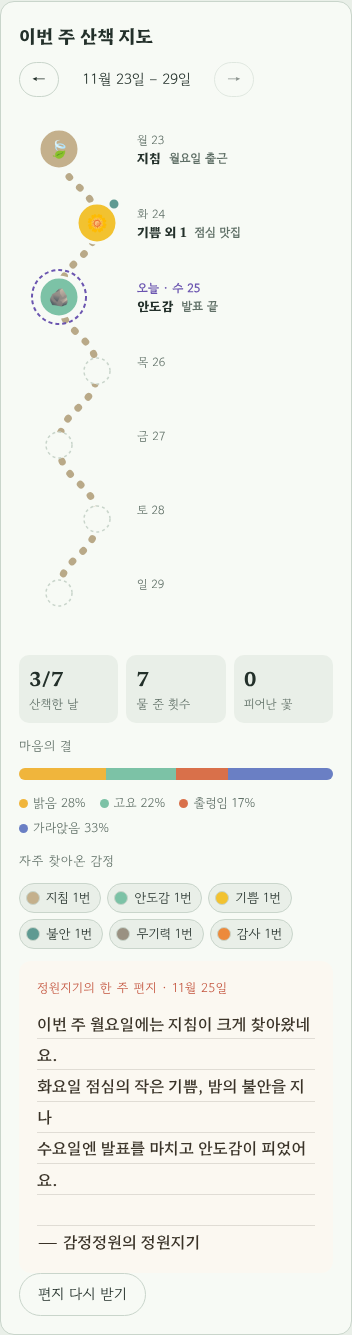 이번 주 산책 지도
← 11월 23일 – 29일 →
월 23
지침 월요일 출근
화 24
기쁨 외 1 점심 맛집
오늘 · 수 25
안도감 발표 끝
목 26
금 27
토 28
일 29
3/7 7 0
산책한 날 물 준 횟수 피어난 꽃
마음의 결
밝음 28% 고요 22% 출렁임 17%
가라앉음 33%
자주 찾아온 감정
지침 1번 안도감 1번 기쁨 1번
불안 1번 무기력 1번 감사 1번
정원지기의 한 주 편지 · 11월 25일
이번 주 월요일에는 지침이 크게 찾아왔네
요.
화요일 점심의 작은 기쁨, 밤의 불안을 지
나
수요일엔 발표를 마치고 안도감이 피었어
요.
— 감정정원의 정원지기
편지 다시 받기